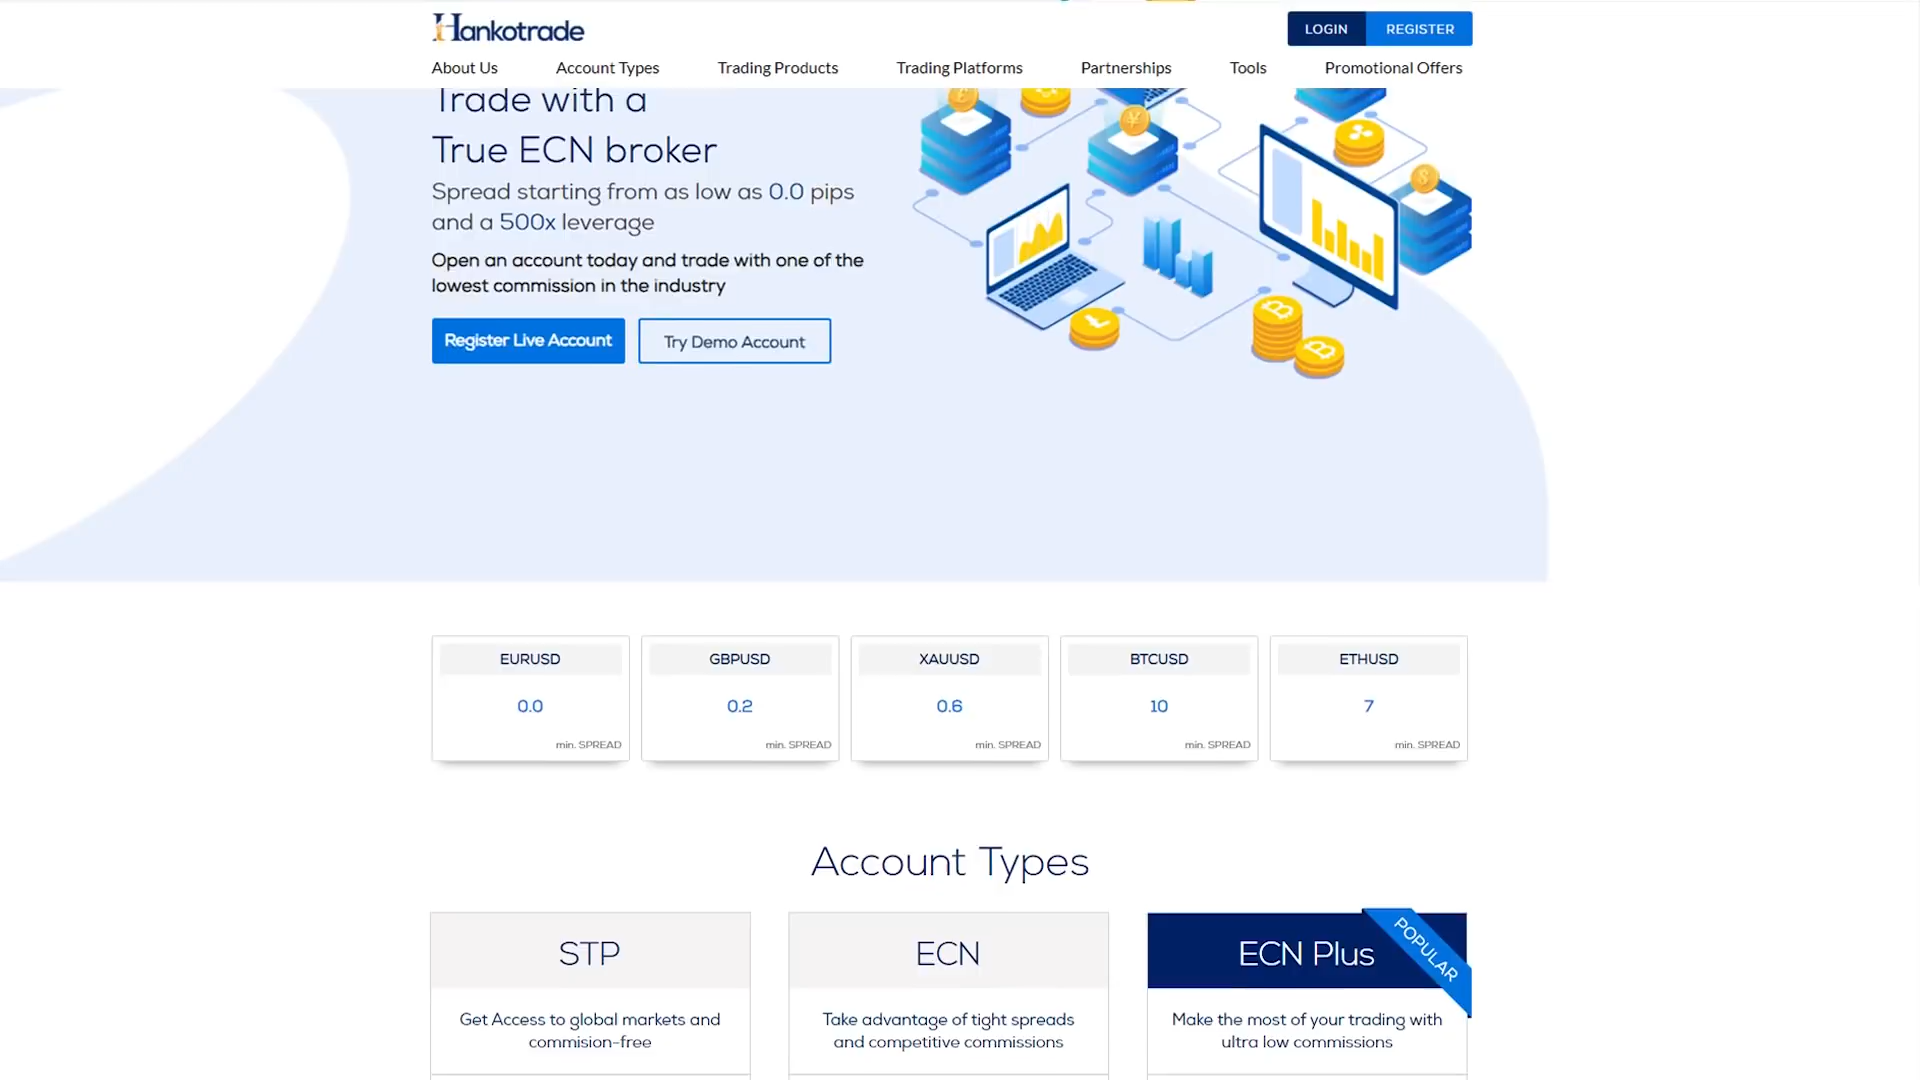 Hankotrade
LOGIN
REGISTER
About Us
Account Types
Trading Products
Trading Platforms
Partnerships
Tools
Promotional Offers
Trade with a
True ECN broker
Spread starting from as low as 0.0 pips
and a 500x leverage
Open an account today and trade with one of the
lowest commission in the industry
Register Live Account
Try Demo Account
EURUSD
0.0
min. SPREAD
GBPUSD
0.2
min. SPREAD
XAUUSD
0.6
min. SPREAD
BTCUSD
10
min. SPREAD
ETHUSD
7
min. SPREAD
Account Types
STP
Get Access to global markets and
commision-free
ECN
Take advantage of tight spreads
and competitive commissions
ECN Plus
POPULAR
Make the most of your trading with
ultra low commissions